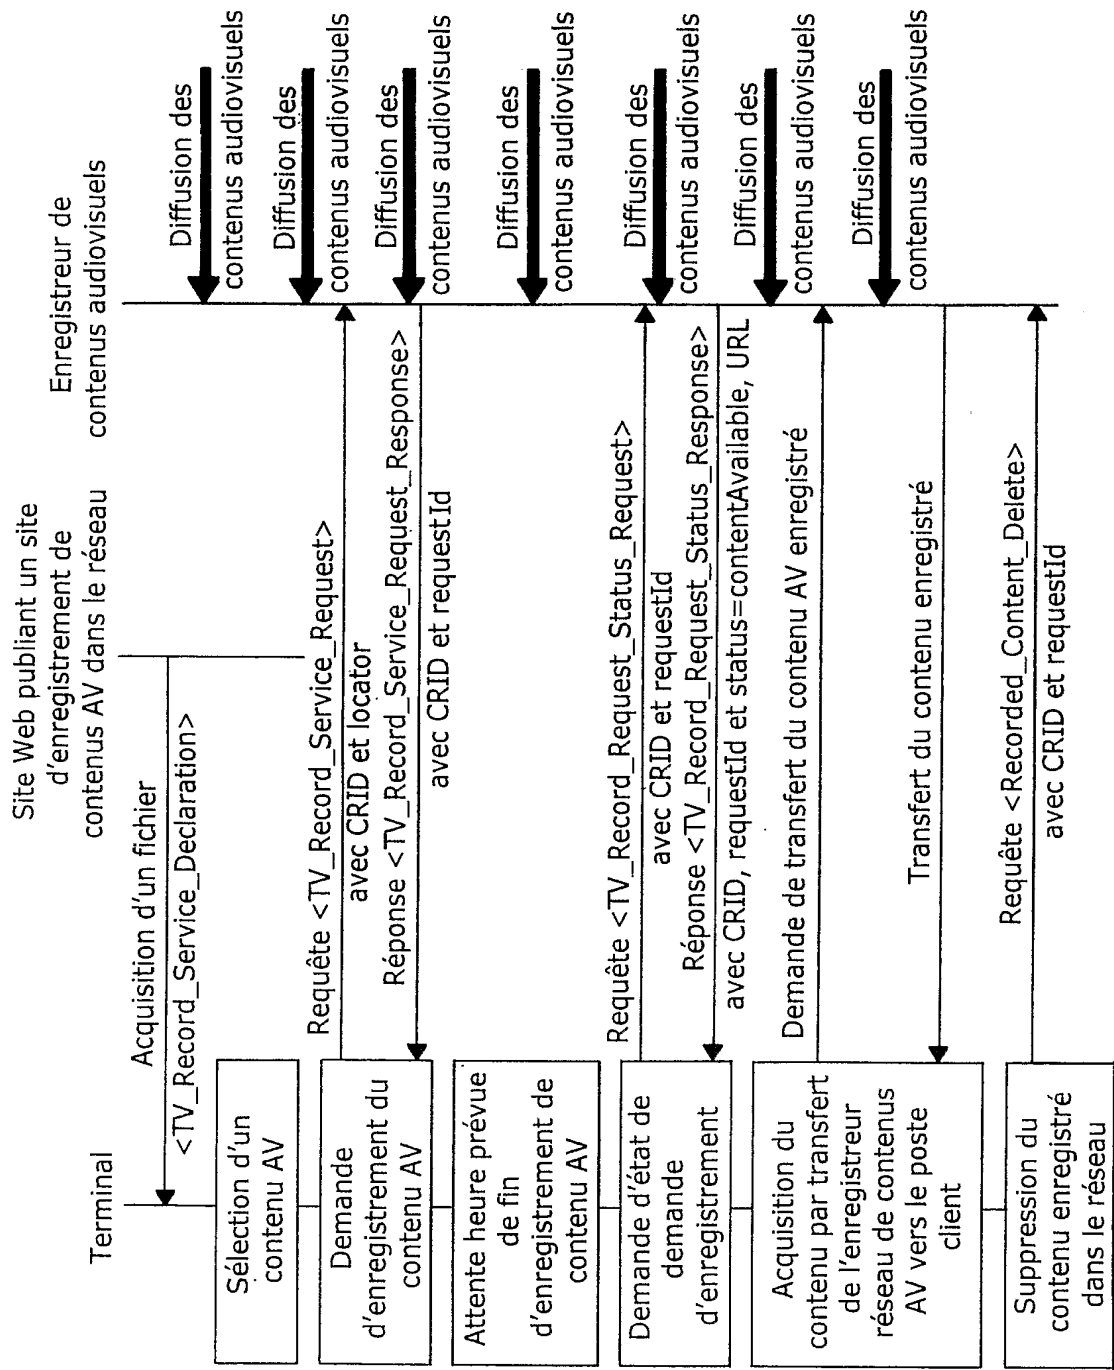 Terminal
Site Web publiant un site
d'enregistrement de
contenus AV dans le réseau
Enregistreur de
contenus audiovisuels
Acquisition d'un fichier
<TV_Record_Service_Declaration>
Diffusion des
contenus audiovisuels
Sélection d'un
contenu AV
Diffusion des
contenus audiovisuels
Demande
d'enregistrement du
contenu AV
Requête <TV_Record_Service_Request>
avec CRID et locator
Réponse <TV_Record_Service_Request_Response>
avec CRID et requestId
Diffusion des
contenus audiovisuels
Attente heure prévue
de fin
d'enregistrement de
contenu AV
Diffusion des
contenus audiovisuels
Demande d'état de
demande
d'enregistrement
Requête <TV_Record_Request_Status_Request>
avec CRID et requestId
Réponse <TV_Record_Request_Status_Response>
avec CRID, requestId et status=contentAvailable, URL
Diffusion des
contenus audiovisuels
Acquisition du
contenu par transfert
de l'enregistreur
réseau de contenus
AV vers le poste
client
Demande de transfert du contenu AV enregistré
Diffusion des
contenus audiovisuels
Transfert du contenu enregistré
Diffusion des
contenus audiovisuels
Suppression du
contenu enregistré
dans le réseau
Requête <Recorded_Content_Delete>
avec CRID et requestId